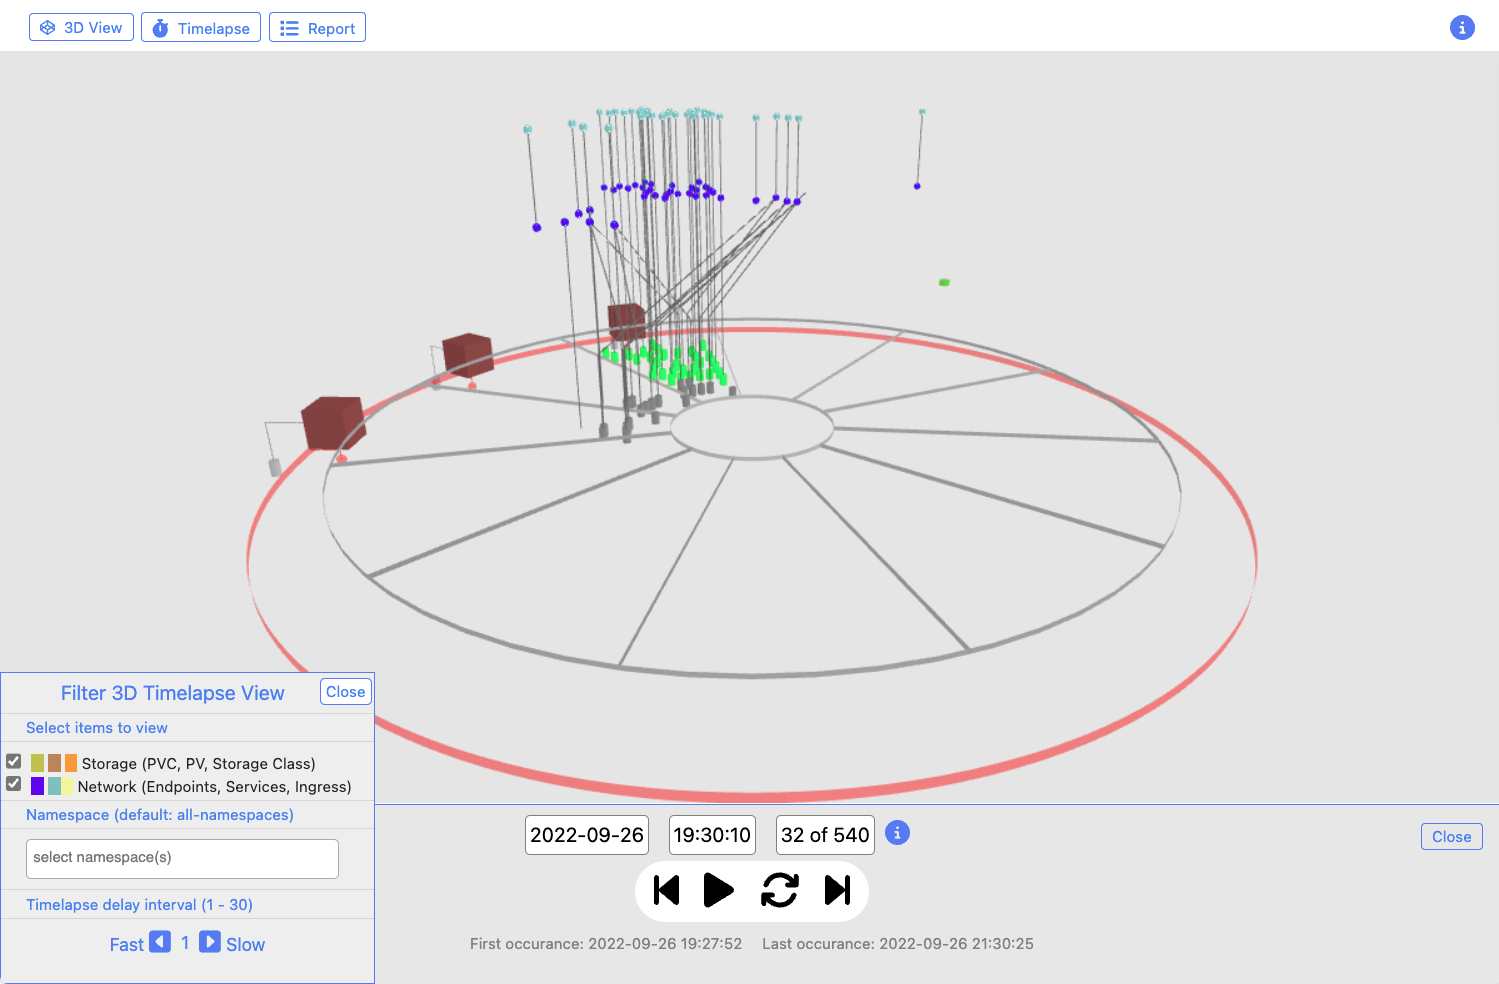 3D View
Timelapse
Report
Filter 3D Timelapse View
Close
Select items to view
Storage (PVC, PV, Storage Class)
Network (Endpoints, Services, Ingress)
Namespace (default: all-namespaces)
select namespace(s)
Timelapse delay interval (1 - 30)
Fast 1 Slow
2022-09-26 19:30:10 32 of 540
Close
First occurance: 2022-09-26 19:27:52 Last occurance: 2022-09-26 21:30:25